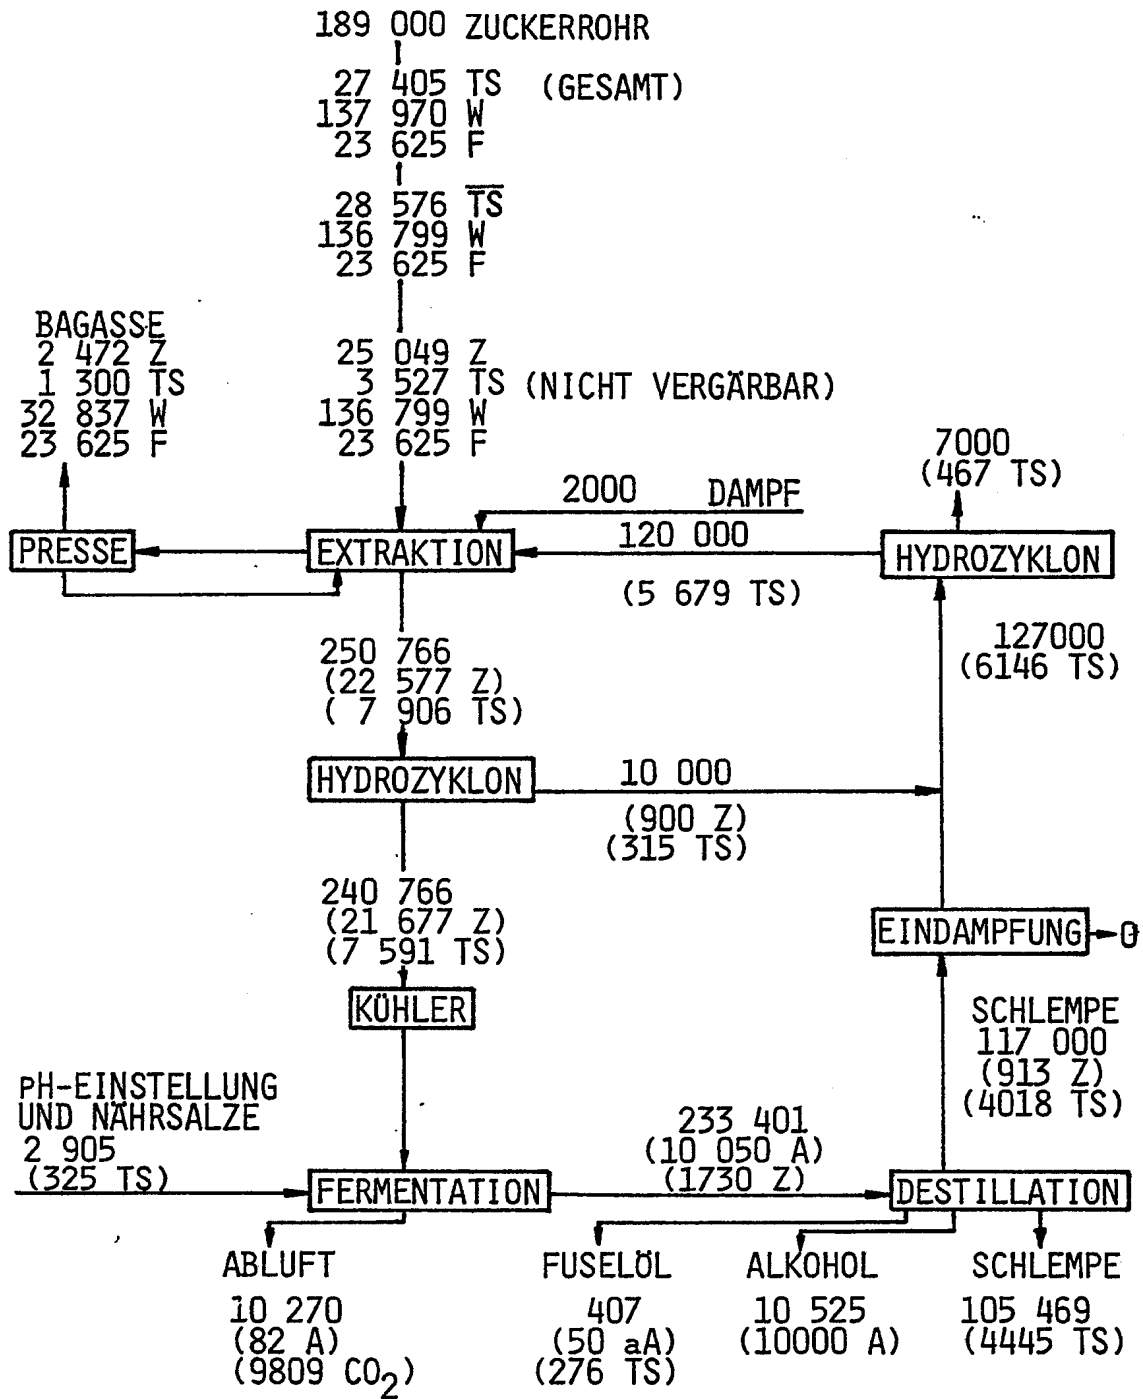 189 000 ZUCKERROHR
27 405 TS (GESAMT)
137 970 W
23 625 F
28 576 T̅S̅
136 799 W
23 625 F
BAGASSE
2 472 Z
1 300 TS
32 837 W
23 625 F
25 049 Z
3 527 TS (NICHT VERGÄRBAR)
136 799 W
23 625 F
7000
(467 TS)
2000 DAMPF
PRESSE
EXTRAKTION
120 000
(5 679 TS)
HYDROZYKLON
127000
(6146 TS)
250 766
(22 577 Z)
( 7 906 TS)
HYDROZYKLON
10 000
(900 Z)
(315 TS)
240 766
(21 677 Z)
(7 591 TS)
EINDAMPFUNG
KÜHLER
SCHLEMPE
117 000
(913 Z)
(4018 TS)
pH-EINSTELLUNG
UND NÄHRSALZE
2 905
(325 TS)
FERMENTATION
233 401
(10 050 A)
(1730 Z)
DESTILLATION
ABLUFT
10 270
(82 A)
(9809 CO₂)
FUSELÖL
407
(50 aA)
(276 TS)
ALKOHOL
10 525
(10000 A)
SCHLEMPE
105 469
(4445 TS)